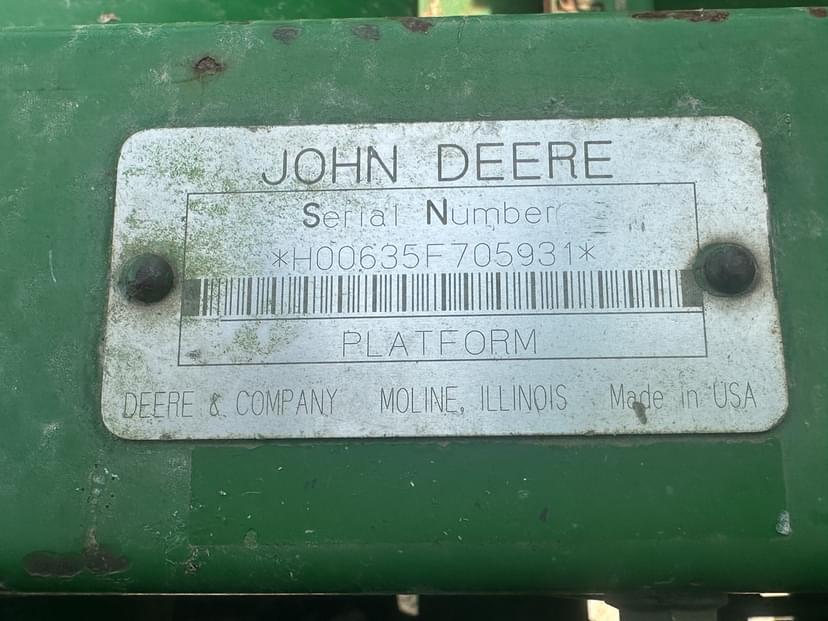 JOHN DEERE
Serial Number
*H00635F705931*
PLATFORM
DEERE & COMPANY MOLINE, ILLINOIS Made in USA